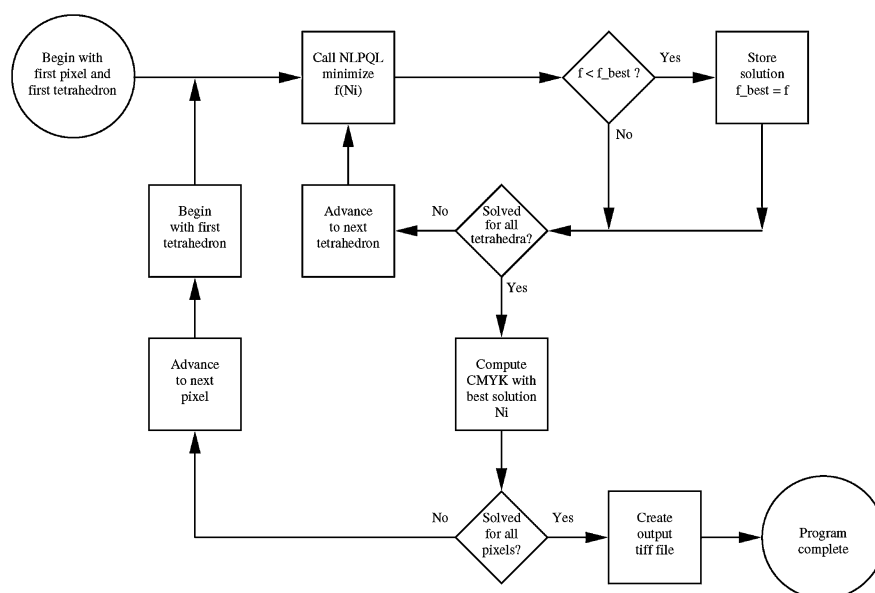 Begin with
first pixel and
first tetrahedron
Call NLPQL
minimize
f(Ni)
f < f_best ?
Yes
Store
solution
f_best = f
No
Begin
with first
tetrahedron
Advance
to next
tetrahedron
No
Solved
for all
tetrahedra?
Yes
Advance
to next
pixel
Compute
CMYK with
best solution
Ni
No
Solved
for all
pixels?
Yes
Create
output
tiff file
Program
complete